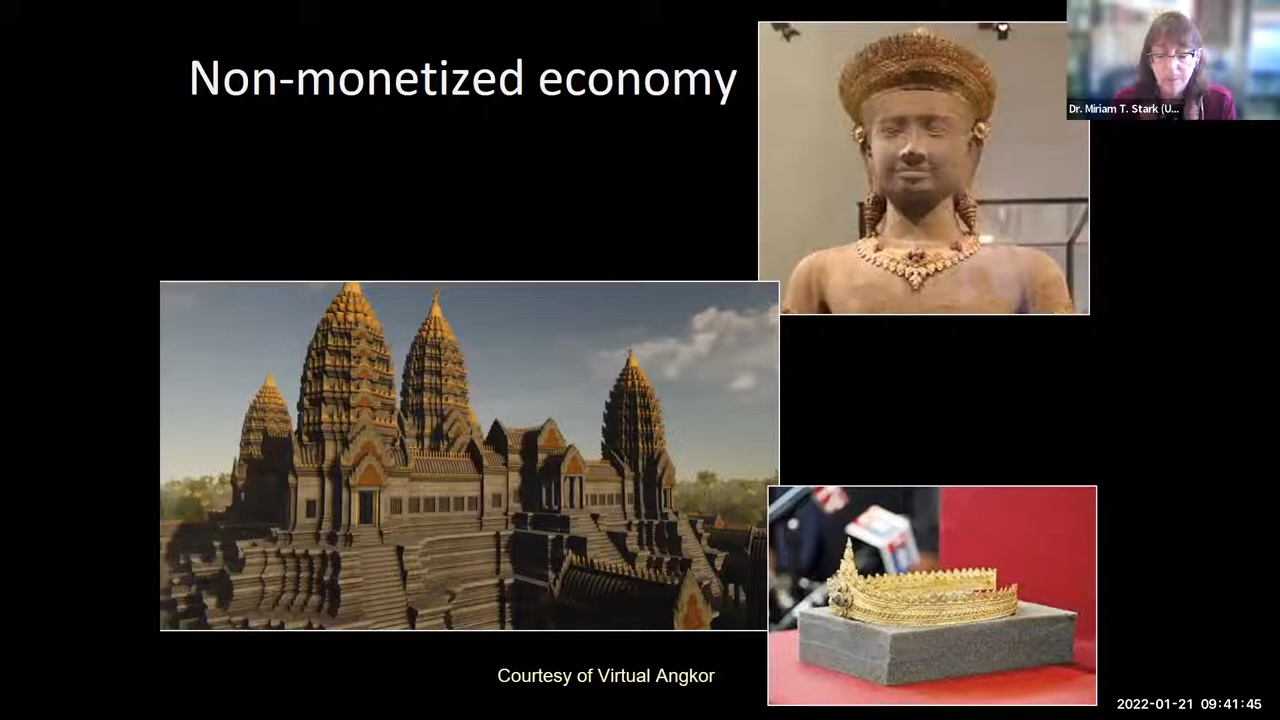 Non-monetized economy
Dr. Miriam T. Stark (U...
Courtesy of Virtual Angkor
2022-01-21 09:41:45